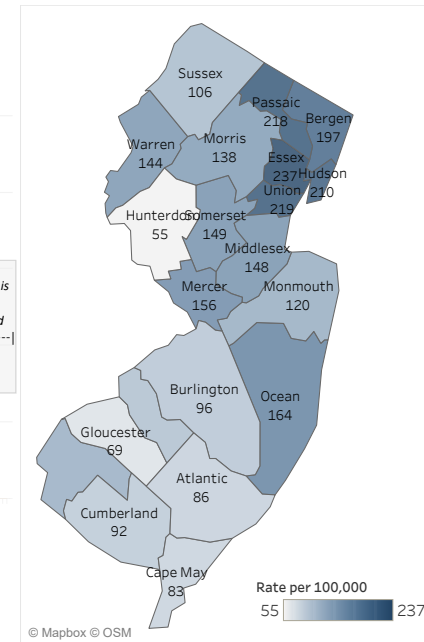 Sussex
106
Passaic
218
Bergen
197
Warren
144
Morris
138
Essex
237
Hudson
210
Union
219
Hunterdon
55
Somerset
149
Middlesex
148
Mercer
156
Monmouth
120
is
d
--|
Burlington
96
Ocean
164
Gloucester
69
Atlantic
86
Cumberland
92
Cape May
83
Rate per 100,000
55 237
© Mapbox © OSM